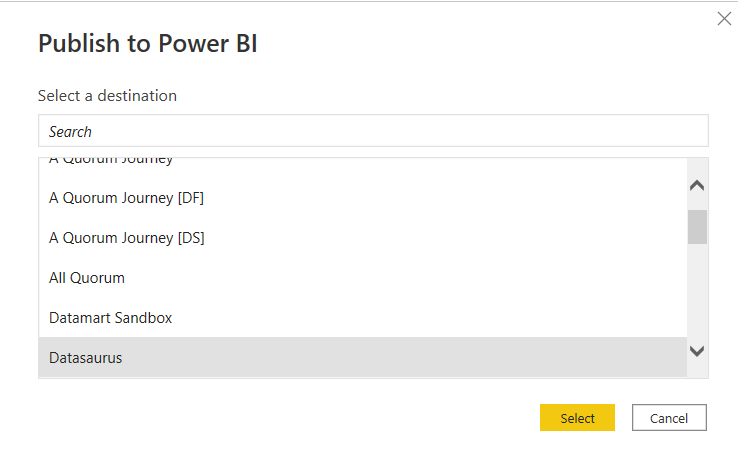 Publish to Power BI
Select a destination
Search
A Quorum Journey
A Quorum Journey [DF]
A Quorum Journey [DS]
All Quorum
Datamart Sandbox
Datasaurus
Select
Cancel